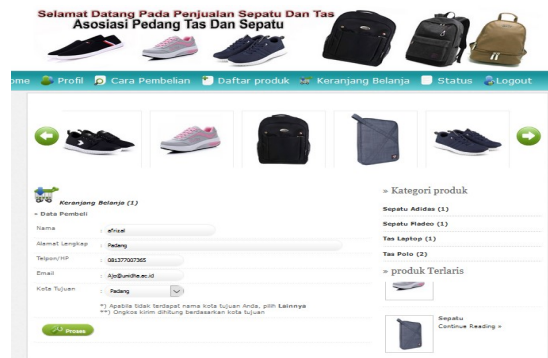 Selamat Datang Pada Penjualan Sepatu Dan Tas
Asosiasi Pedang Tas Dan Sepatu
ome Profil Cara Pembelian Daftar produk Keranjang Belanja Status Logout
Keranjang Belanja (1)
» Data Pembeli
Nama : afrizal
Alamat Lengkap : Padang
Telpon/HP : 081377007365
Email : Ajo@unidha.ac.id
Kota Tujuan : Padang
*) Apabila tidak terdapat nama kota tujuan Anda, pilih Lainnya
**) Ongkos kirim dihitung berdasarkan kota tujuan
Proses
» Kategori produk
Sepatu Adidas (1)
Sepatu Fladeo (1)
Tas Laptop (1)
Tas Polo (2)
» produk Terlaris
Sepatu
Continue Reading »